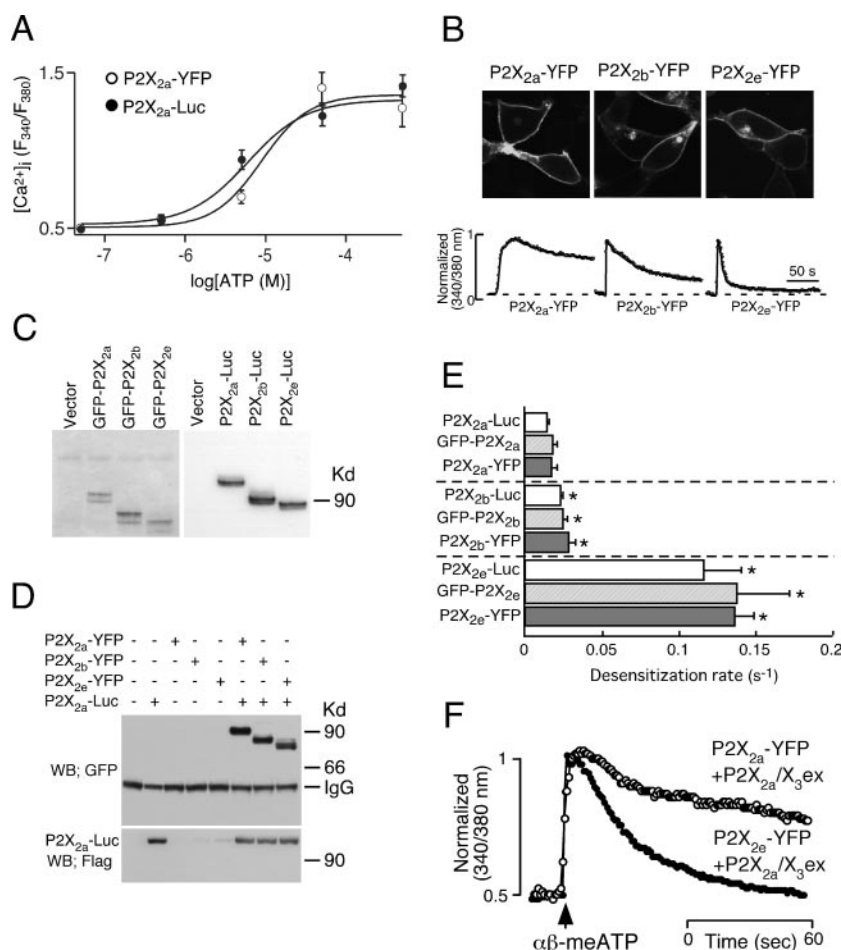 A
1.5
P2X2a-YFP
P2X2a-Luc
[Ca2+]i (F340/F380)
0.5
-7 -6 -5 -4
log[ATP (M)]
B
P2X2a-YFP P2X2b-YFP P2X2e-YFP
Normalized
(340/380 nm)
1
0
50 s
P2X2a-YFP P2X2b-YFP P2X2e-YFP
C
Vector
GFP-P2X2a
GFP-P2X2b
GFP-P2X2e
Vector
P2X2a-Luc
P2X2b-Luc
P2X2e-Luc
Kd
90
D
P2X2a-YFP - - + - - + - -
P2X2b-YFP - - - + - - + -
P2X2e-YFP - - - - + - - +
P2X2a-Luc - + - - - + + +
Kd
90
WB; GFP
66
IgG
P2X2a-Luc
WB; Flag
90
E
P2X2a-Luc
GFP-P2X2a
P2X2a-YFP
P2X2b-Luc *
GFP-P2X2b *
P2X2b-YFP *
P2X2e-Luc *
GFP-P2X2e *
P2X2e-YFP *
0 0.05 0.1 0.15 0.2
Desensitization rate (s-1)
F
Normalized
(340/380 nm)
1
0.5
P2X2a-YFP
+P2X2a/X3ex
P2X2e-YFP
+P2X2a/X3ex
αβ-meATP
0 Time (sec) 60